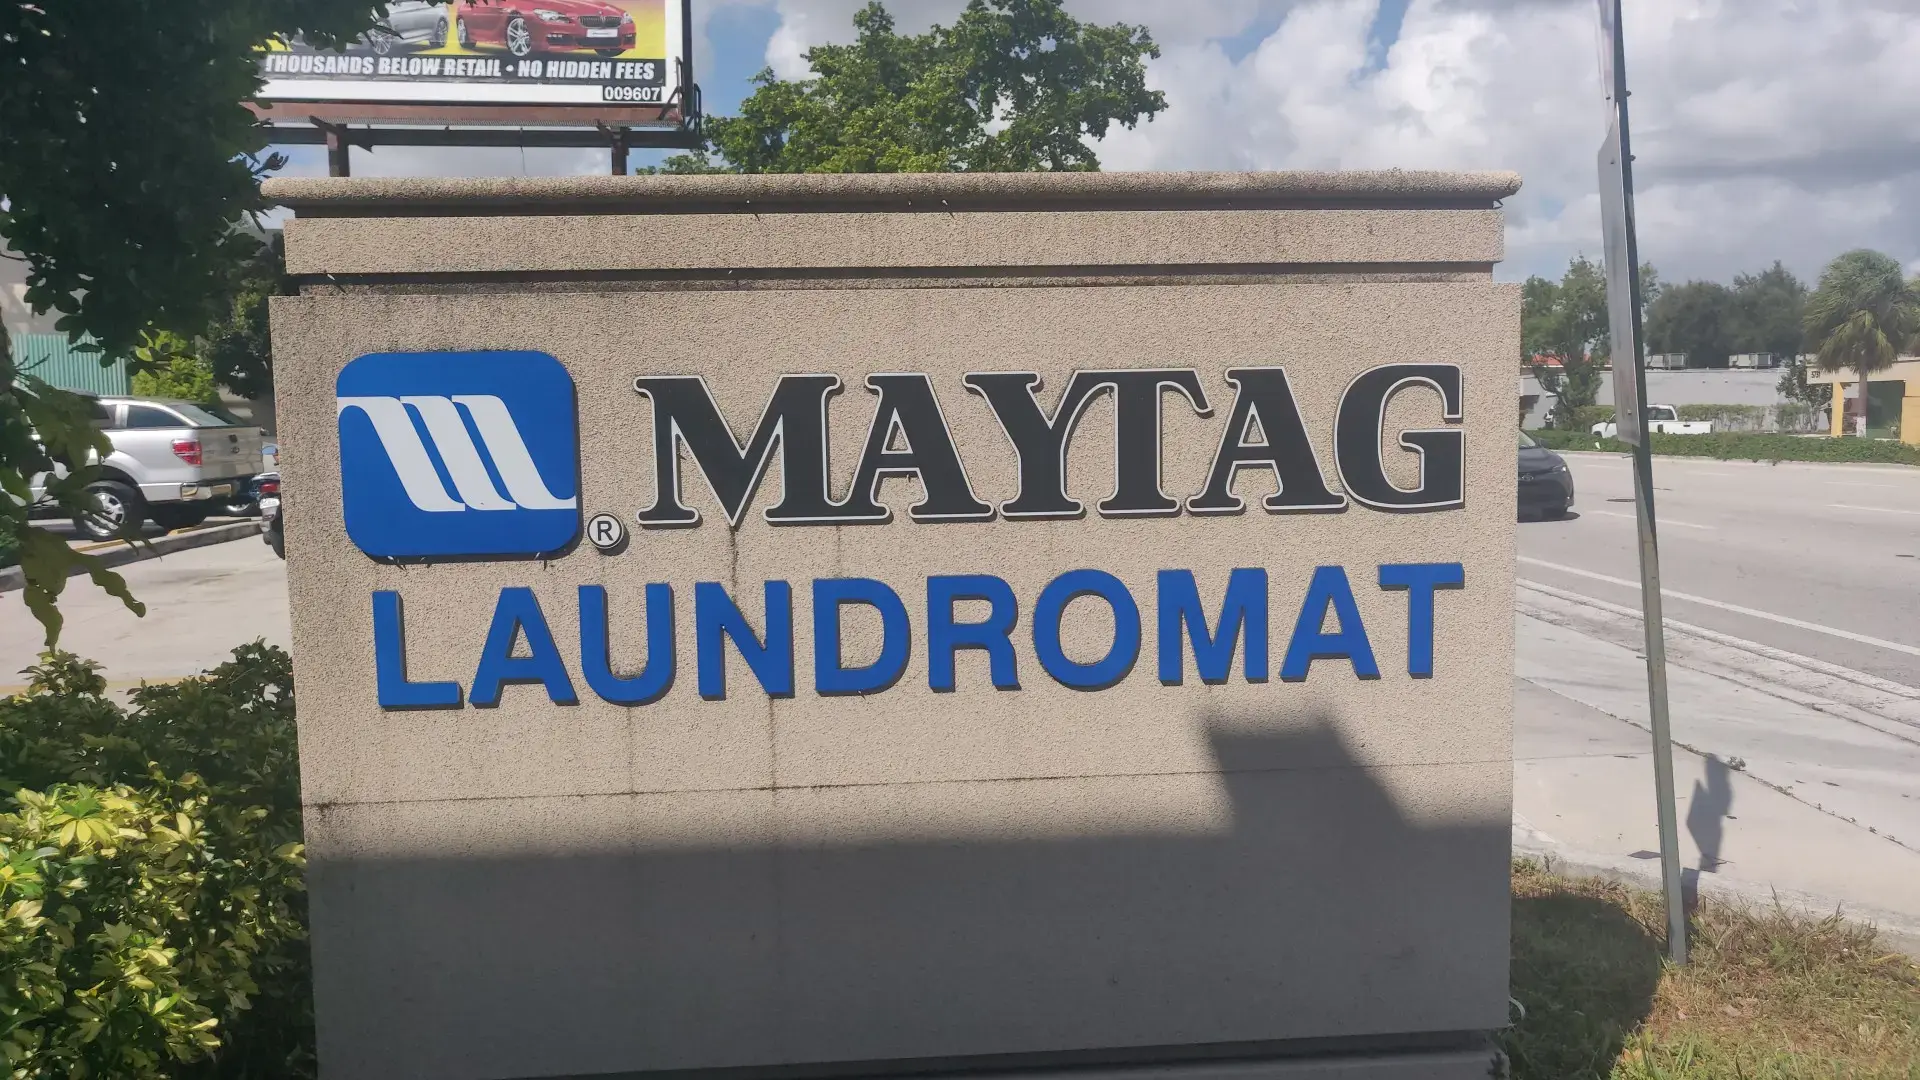 THOUSANDS BELOW RETAIL • NO HIDDEN FEES
009607
MAYTAG
®
LAUNDROMAT